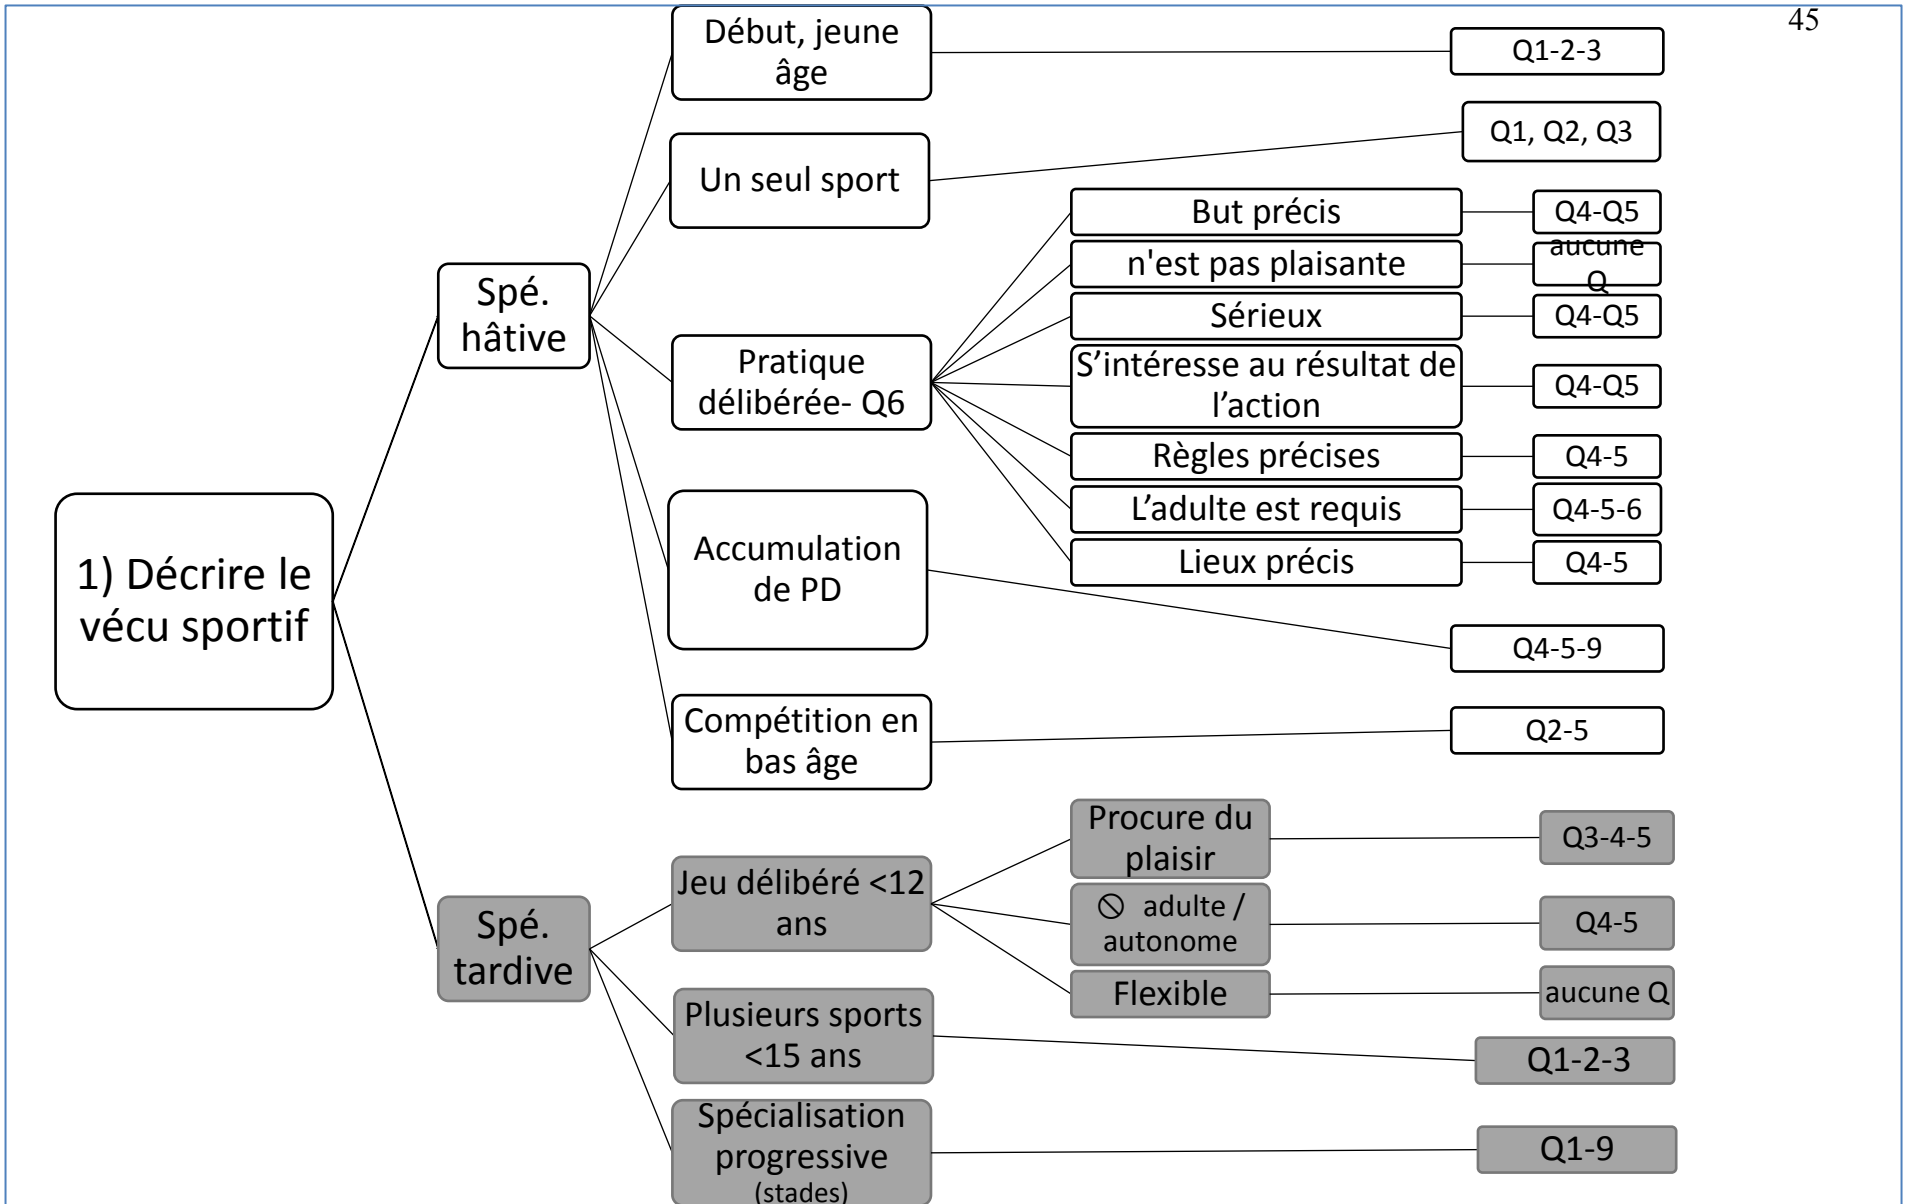 45
1) Décrire le
vécu sportif
Spé.
hâtive
Début, jeune
âge
Q1-2-3
Un seul sport
Q1, Q2, Q3
Pratique
délibérée- Q6
But précis
Q4-Q5
n'est pas plaisante
aucune
Q
Sérieux
Q4-Q5
S’intéresse au résultat de
l’action
Q4-Q5
Règles précises
Q4-5
L’adulte est requis
Q4-5-6
Lieux précis
Q4-5
Accumulation
de PD
Q4-5-9
Compétition en
bas âge
Q2-5
Spé.
tardive
Jeu délibéré <12
ans
Procure du
plaisir
Q3-4-5
🛇 adulte /
autonome
Q4-5
Flexible
aucune Q
Plusieurs sports
<15 ans
Q1-2-3
Spécialisation
progressive
(stades)
Q1-9